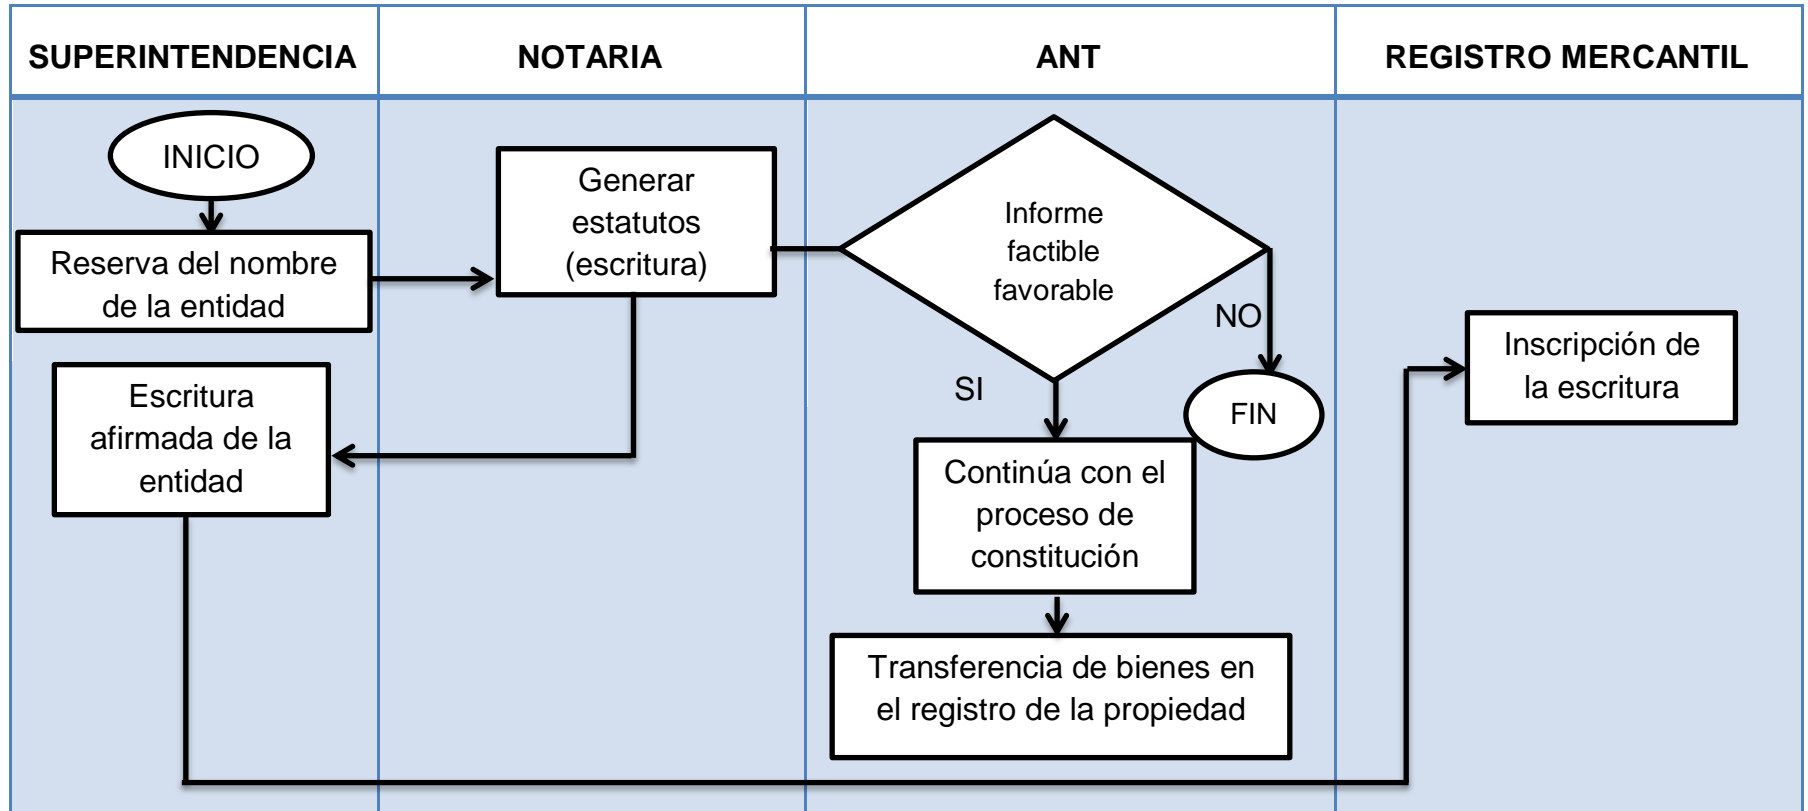 SUPERINTENDENCIA
NOTARIA
ANT
REGISTRO MERCANTIL
INICIO
Reserva del nombre
de la entidad
Escritura
afirmada de la
entidad
Generar
estatutos
(escritura)
Informe
factible
favorable
NO
SI
FIN
Continúa con el
proceso de
constitución
Transferencia de bienes en
el registro de la propiedad
Inscripción de
la escritura